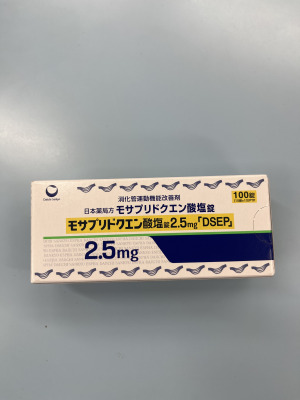 消化管運動機能改善剤
日本薬局方 モサプリドクエン酸塩錠
100錠
モサプリドクエン酸塩錠2.5mg「DSEP」
2.5mg